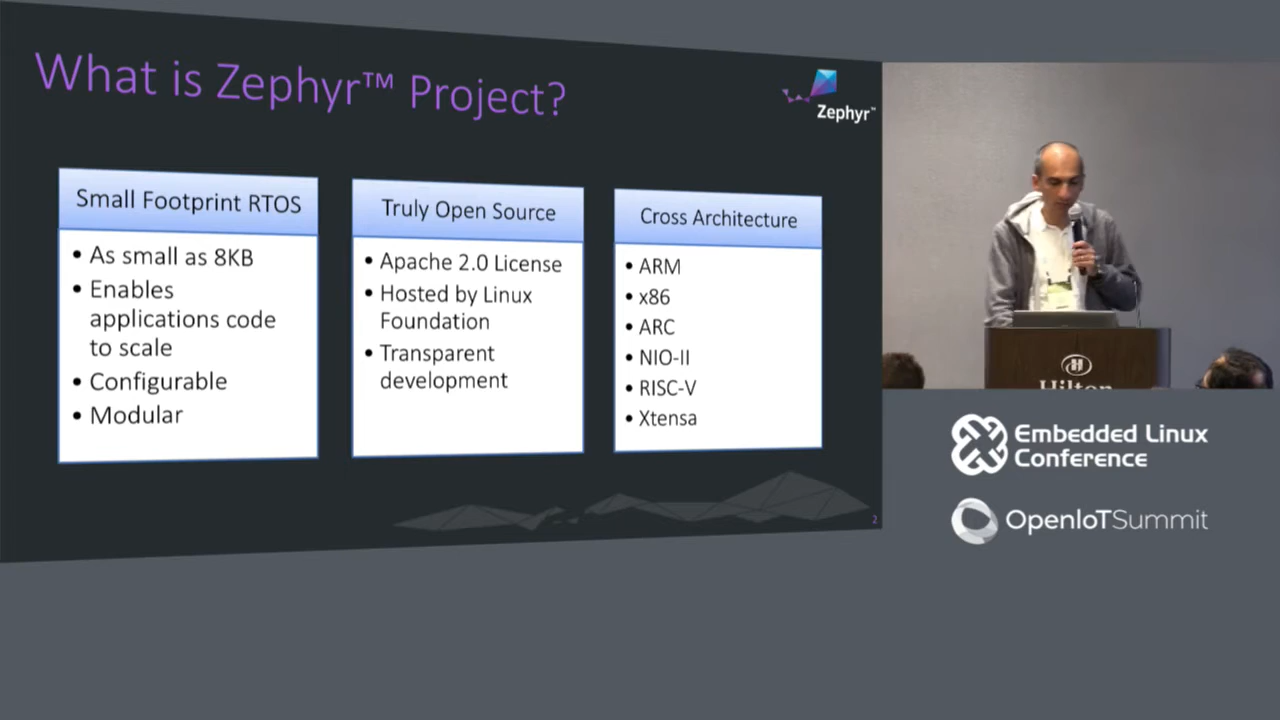 What is Zephyr™ Project?
Zephyr™
Small Footprint RTOS
• As small as 8KB
• Enables
applications code
to scale
• Configurable
• Modular
Truly Open Source
• Apache 2.0 License
• Hosted by Linux
Foundation
• Transparent
development
Cross Architecture
• ARM
• x86
• ARC
• NIO-II
• RISC-V
• Xtensa
2
Hilton
Embedded Linux
Conference
OpenIoTSummit